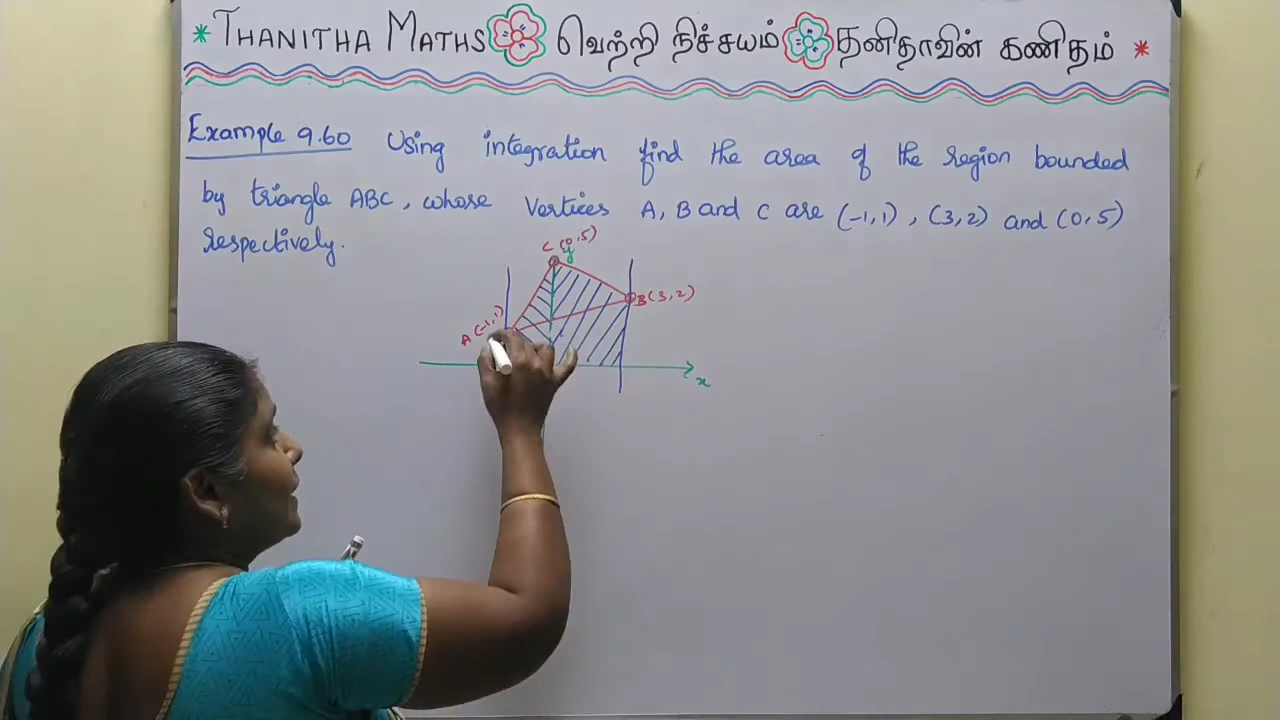 THANITHA MATHS வெற்றி நிச்சயம் தனிதாவின் கணிதம்
Example 9.60 Using integration find the area of the region bounded
by triangle ABC, whose Vertices A, B and C are (-1,1), (3,2) and (0,5)
respectively.
C (0,5)
y
B(3,2)
A (-1,1)
x